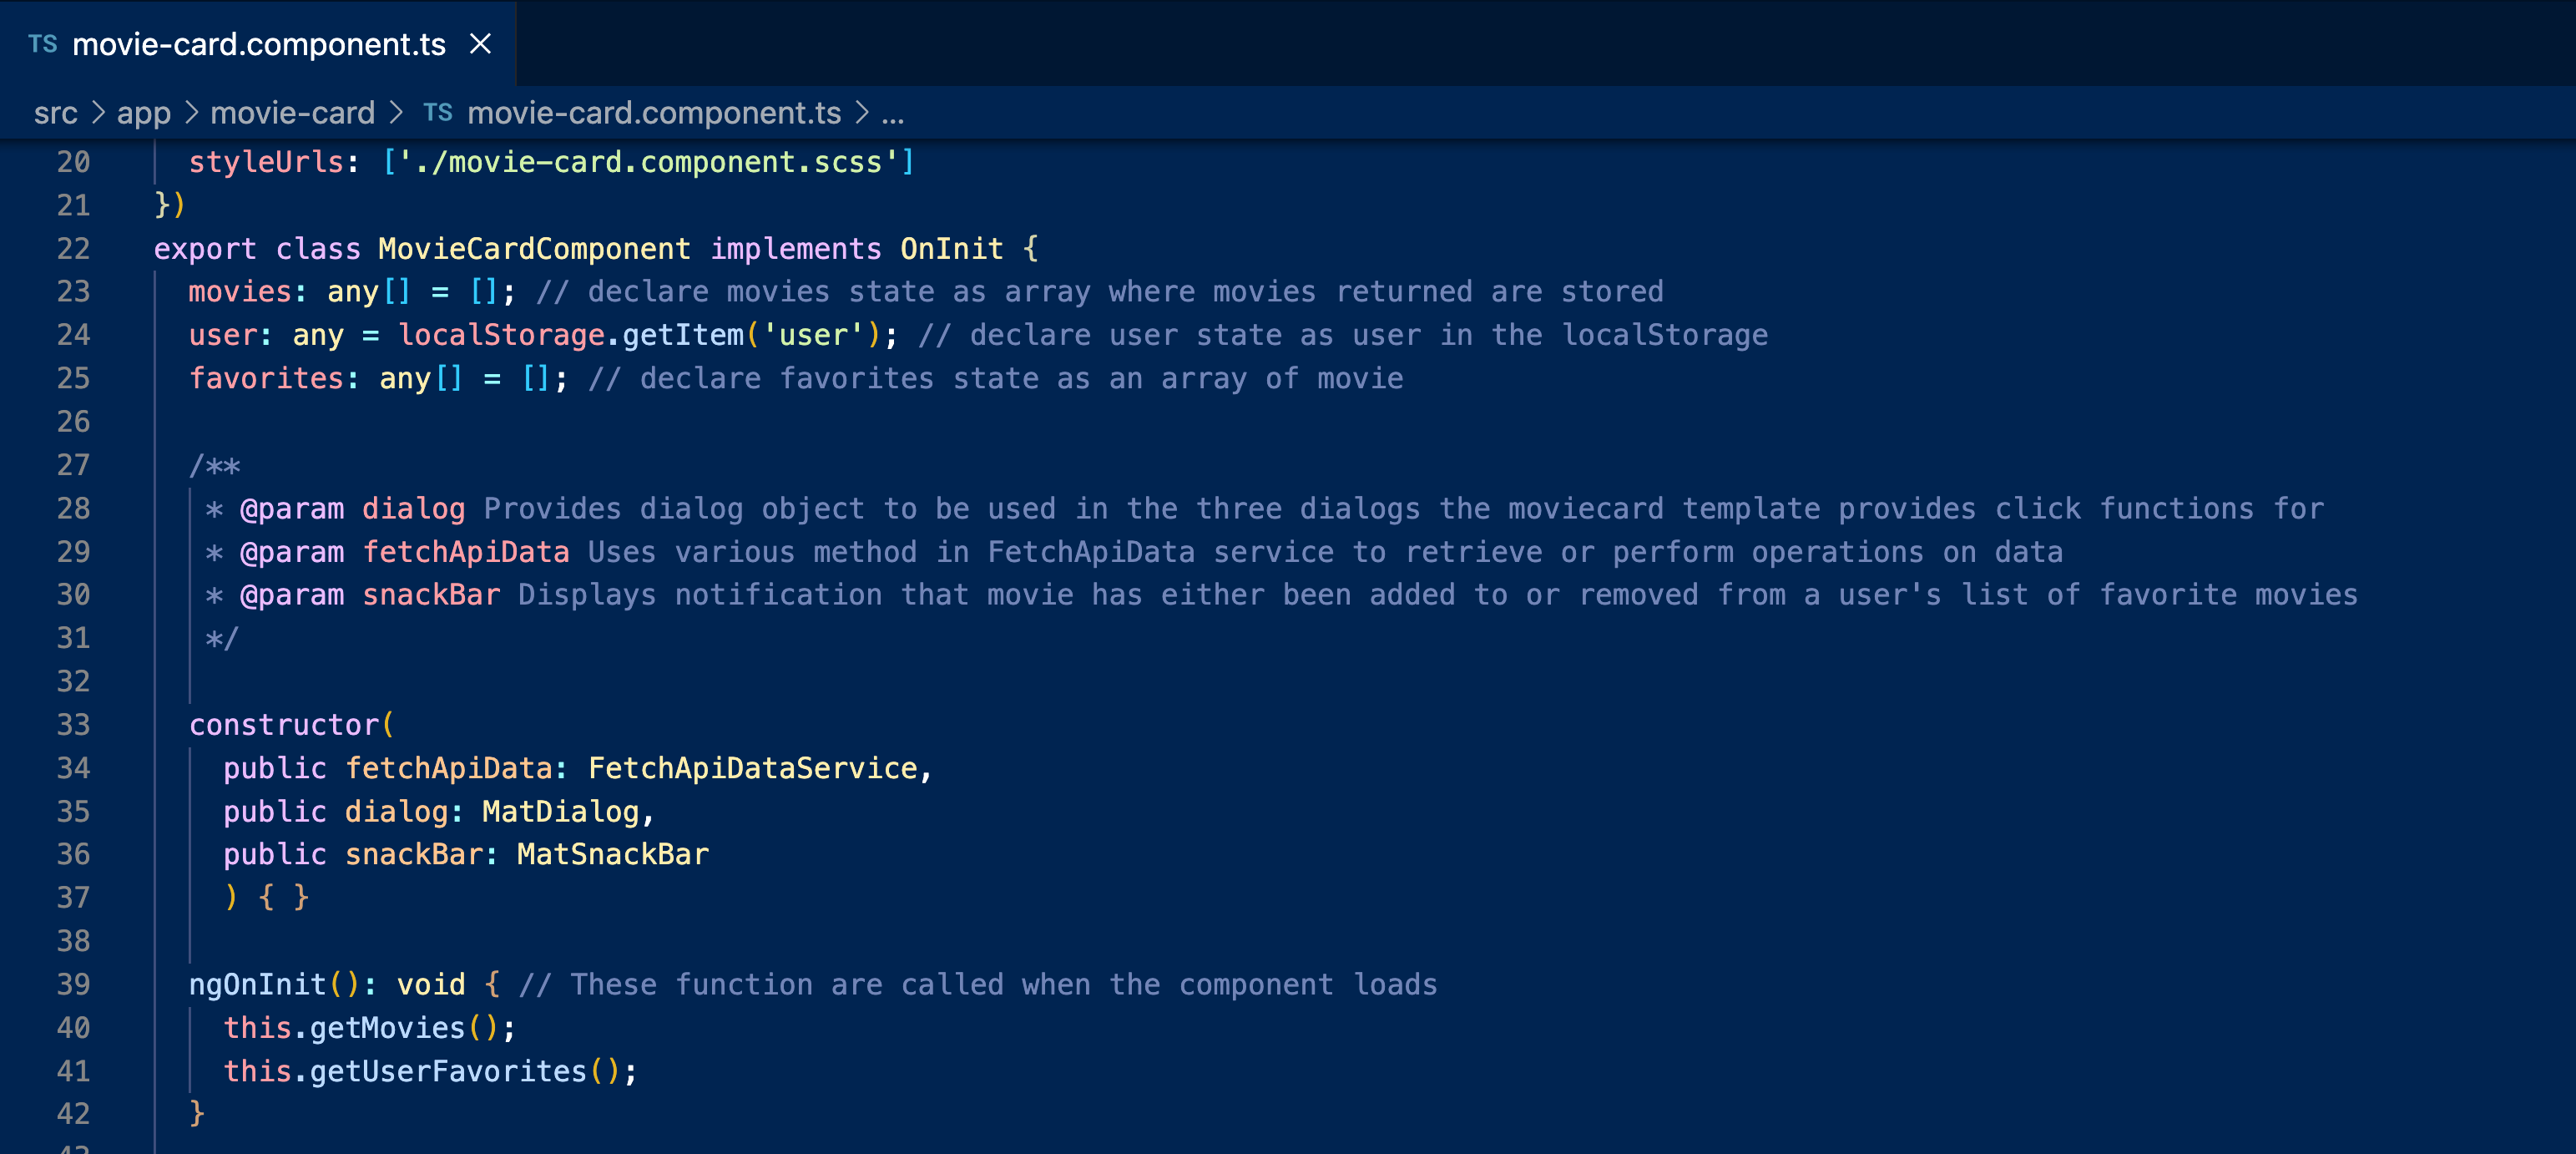 TS movie-card.component.ts ×
src > app > movie-card > TS movie-card.component.ts > ...
20 styleUrls: ['./movie-card.component.scss']
21 })
22 export class MovieCardComponent implements OnInit {
23 movies: any[] = []; // declare movies state as array where movies returned are stored
24 user: any = localStorage.getItem('user'); // declare user state as user in the localStorage
25 favorites: any[] = []; // declare favorites state as an array of movie
26
27 /**
28 * @param dialog Provides dialog object to be used in the three dialogs the moviecard template provides click functions for
29 * @param fetchApiData Uses various method in FetchApiData service to retrieve or perform operations on data
30 * @param snackBar Displays notification that movie has either been added to or removed from a user's list of favorite movies
31 */
32
33 constructor(
34 public fetchApiData: FetchApiDataService,
35 public dialog: MatDialog,
36 public snackBar: MatSnackBar
37 ) { }
38
39 ngOnInit(): void { // These function are called when the component loads
40 this.getMovies();
41 this.getUserFavorites();
42 }